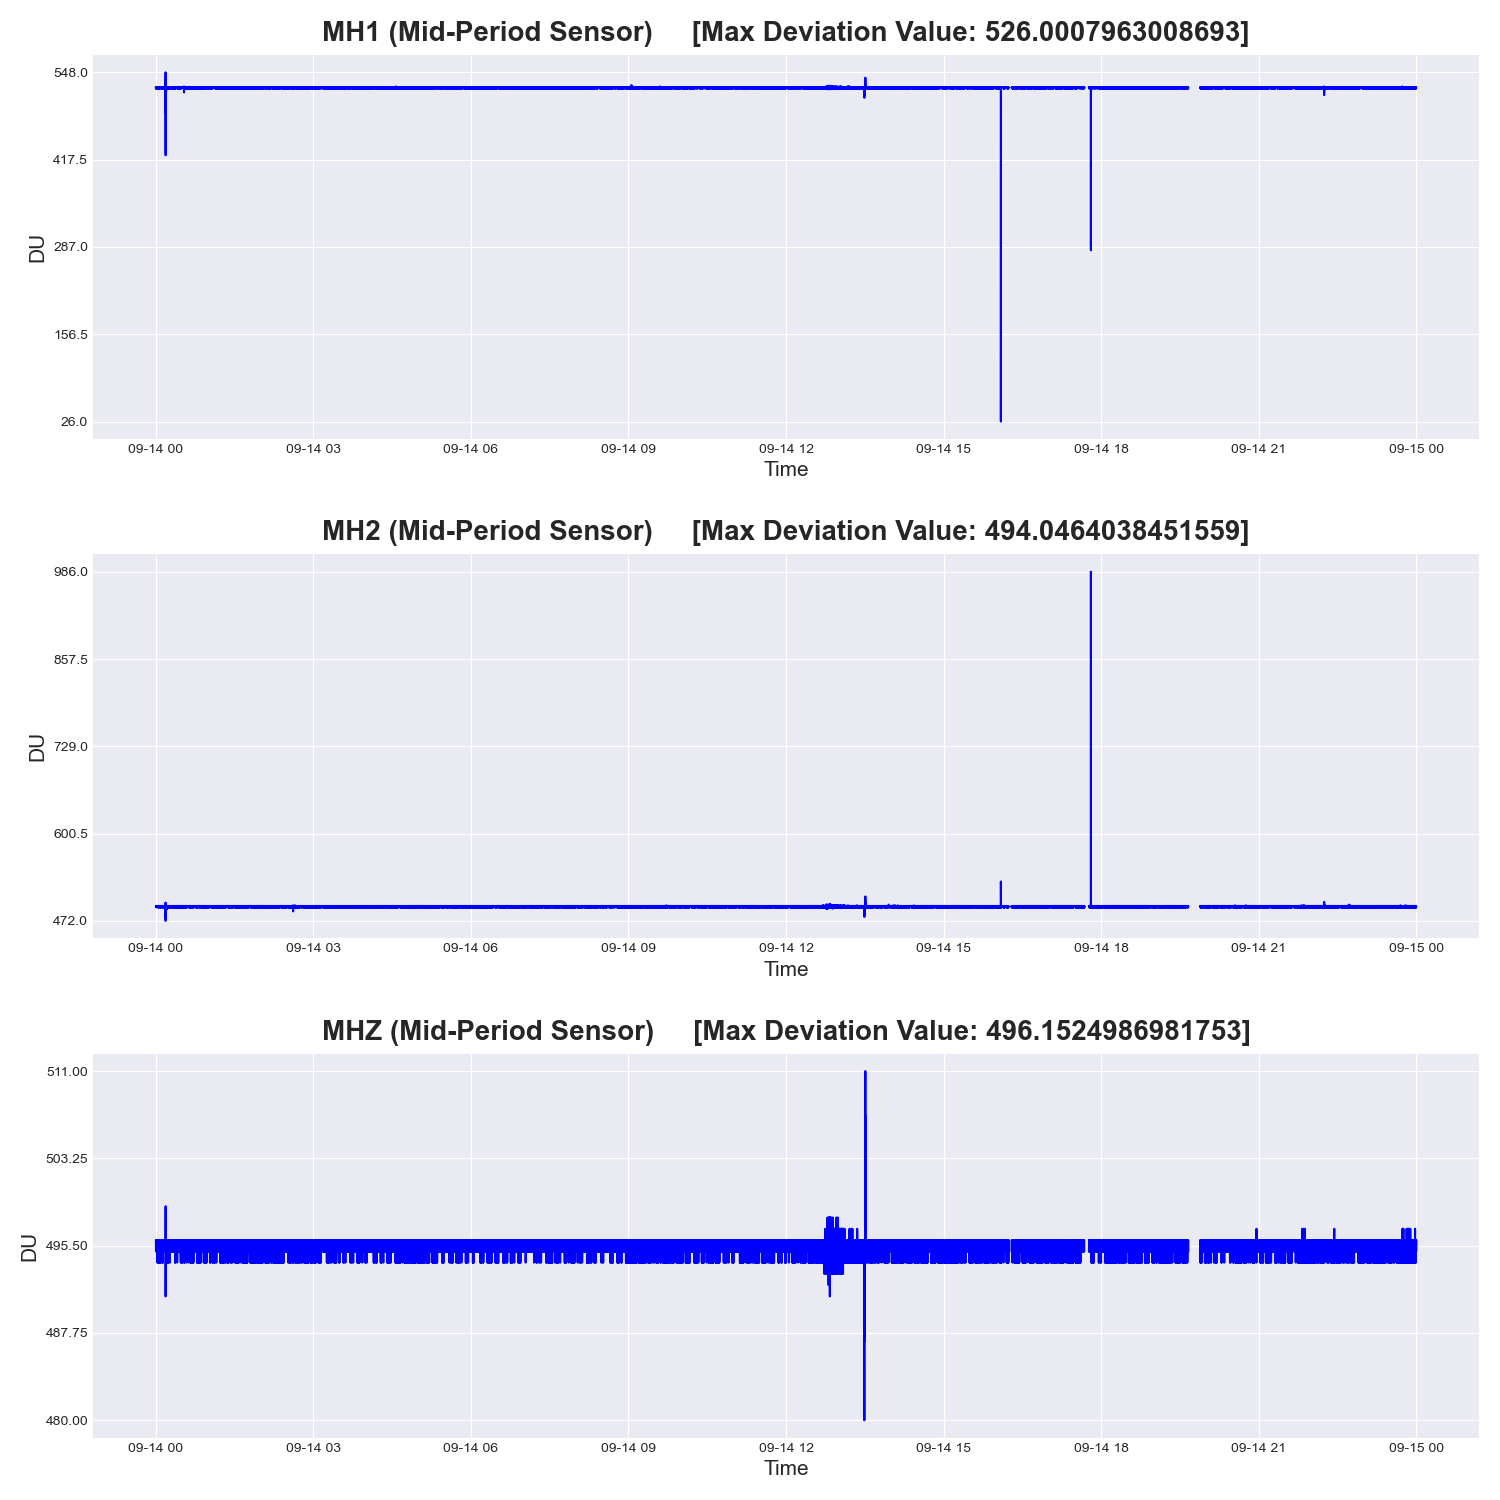 MH1 (Mid-Period Sensor) [Max Deviation Value: 526.0007963008693]
548.0
417.5
287.0
156.5
26.0
DU
09-14 00 09-14 03 09-14 06 09-14 09 09-14 12 09-14 15 09-14 18 09-14 21 09-15 00
Time
MH2 (Mid-Period Sensor) [Max Deviation Value: 494.0464038451559]
986.0
857.5
729.0
600.5
472.0
DU
09-14 00 09-14 03 09-14 06 09-14 09 09-14 12 09-14 15 09-14 18 09-14 21 09-15 00
Time
MHZ (Mid-Period Sensor) [Max Deviation Value: 496.1524986981753]
511.00
503.25
495.50
487.75
480.00
DU
09-14 00 09-14 03 09-14 06 09-14 09 09-14 12 09-14 15 09-14 18 09-14 21 09-15 00
Time